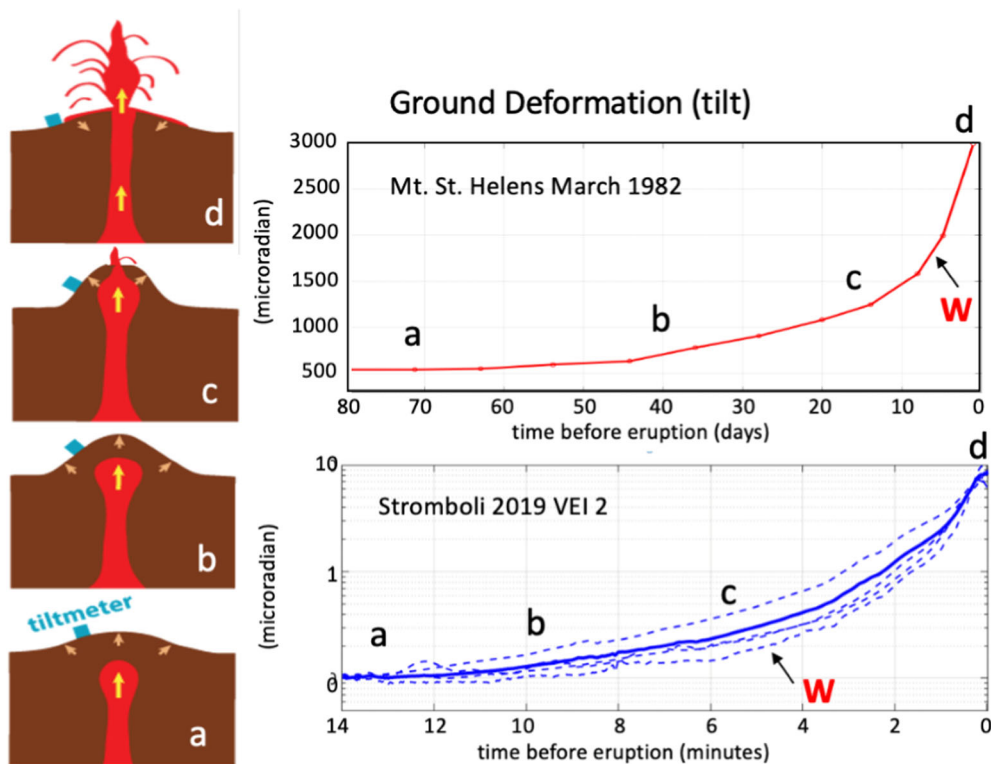 Ground Deformation (tilt)
d
3000
2500
2000
1500
1000
500
(microradian)
Mt. St. Helens March 1982
a
b
c
W
80 70 60 50 40 30 20 10 0
time before eruption (days)
d
10
1
0
(microradian)
Stromboli 2019 VEI 2
a
b
c
W
14 12 10 8 6 4 2 0
time before eruption (minutes)
d
c
b
tiltmeter
a